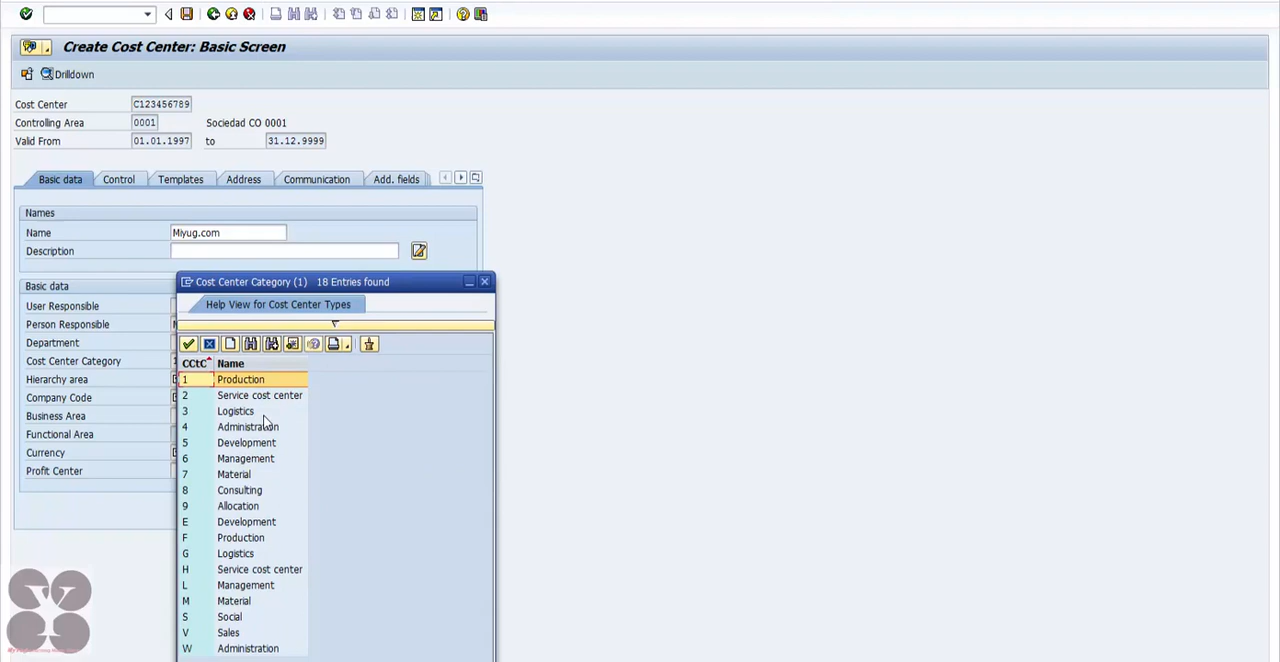 Create Cost Center: Basic Screen
Drilldown
Cost Center C123456789
Controlling Area 0001 Sociedad CO 0001
Valid From 01.01.1997 to 31.12.9999
Basic data Control Templates Address Communication Add. fields
Names
Name Miyug.com
Description
Basic data
User Responsible
Person Responsible
Department
Cost Center Category
Hierarchy area
Company Code
Business Area
Functional Area
Currency
Profit Center
Cost Center Category (1) 18 Entries found
Help View for Cost Center Types
CCtC Name
1 Production
2 Service cost center
3 Logistics
4 Administration
5 Development
6 Management
7 Material
8 Consulting
9 Allocation
E Development
F Production
G Logistics
H Service cost center
L Management
M Material
S Social
V Sales
W Administration